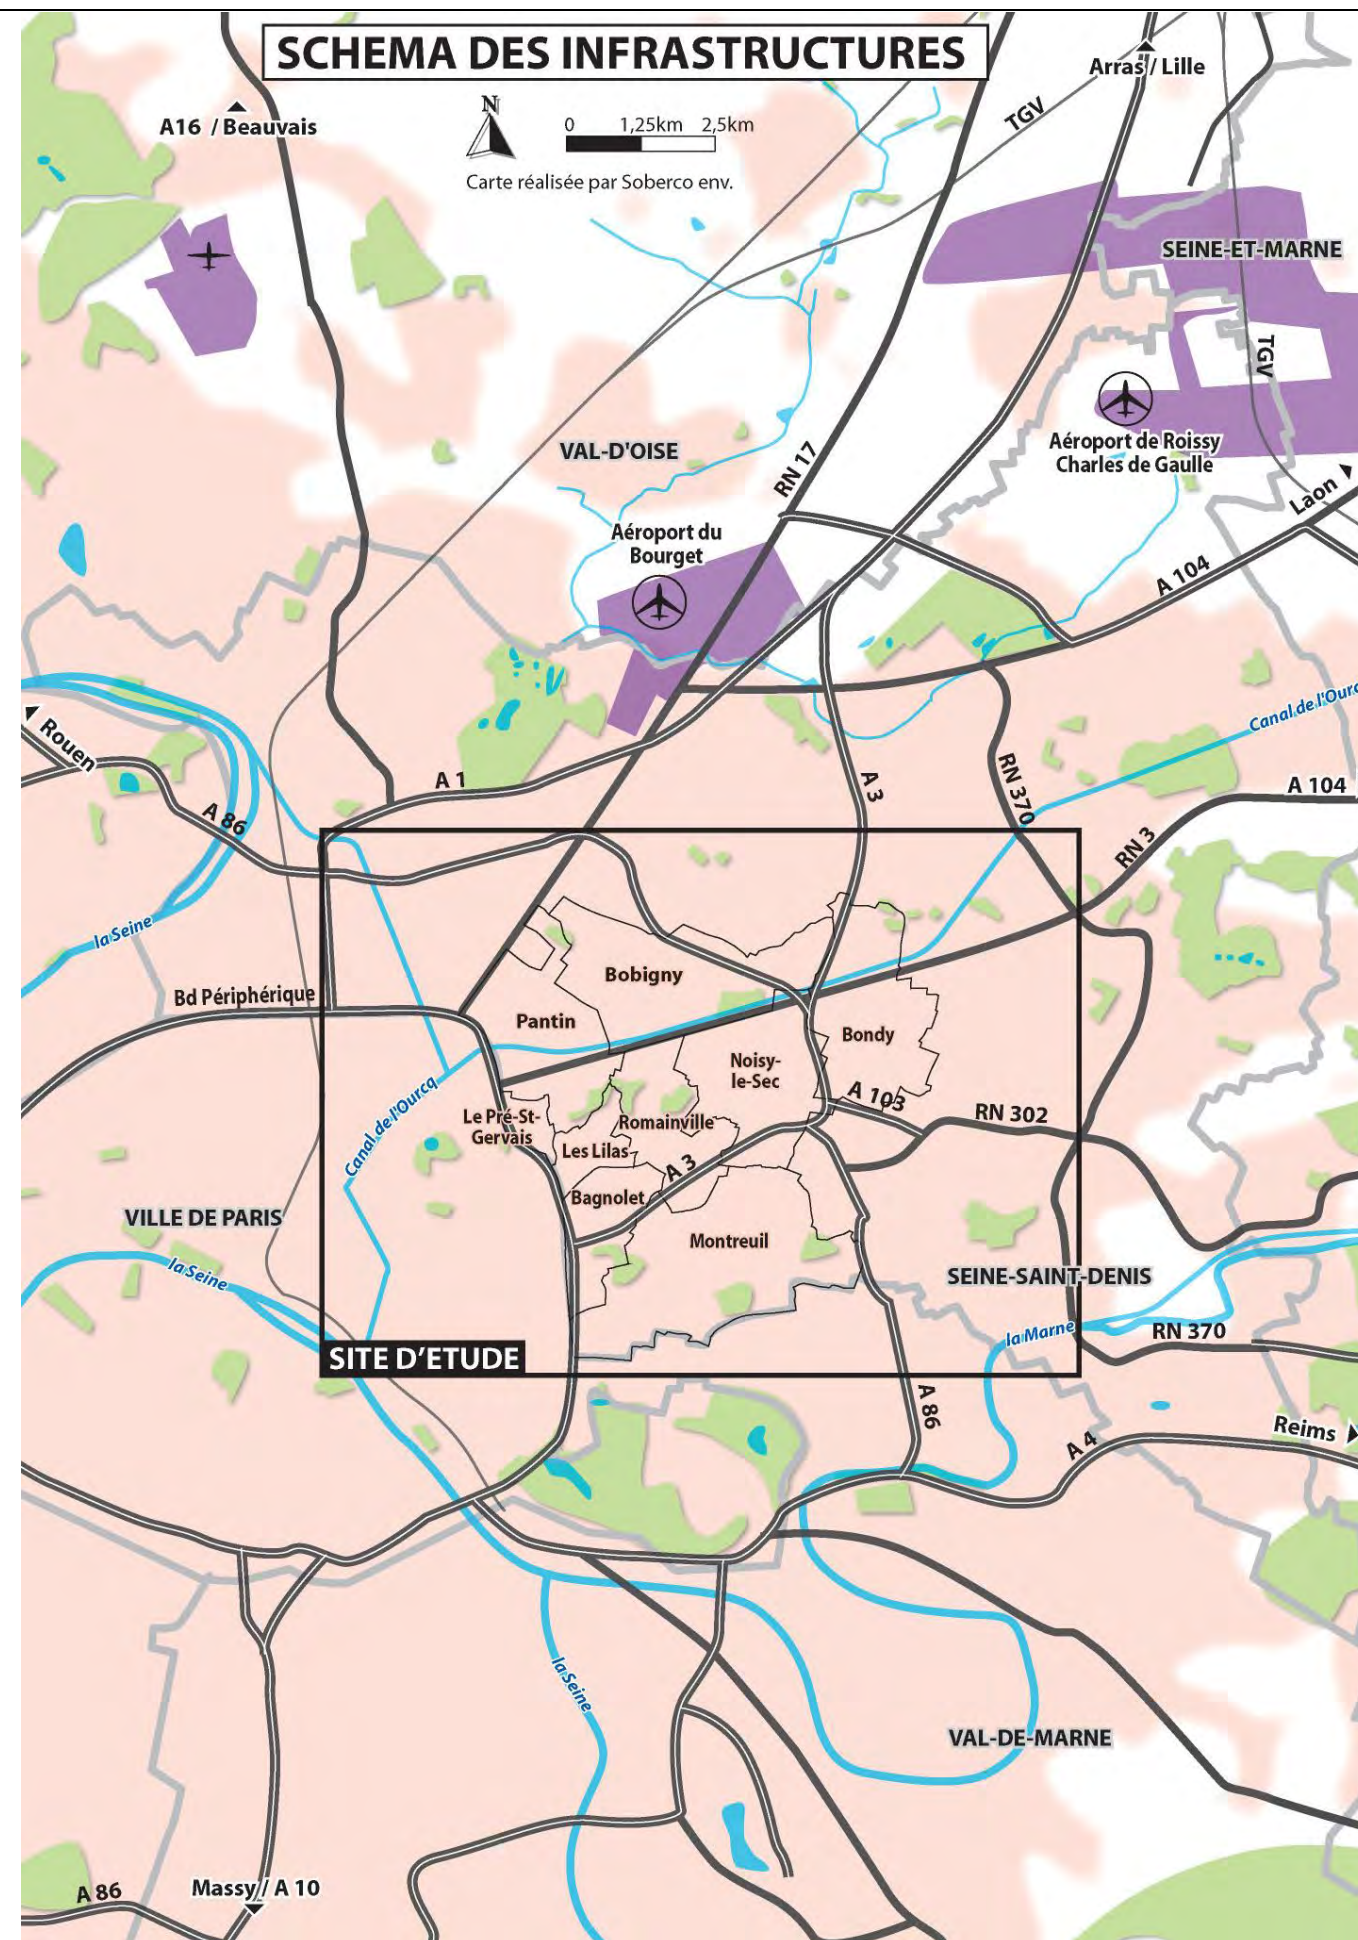 SCHEMA DES INFRASTRUCTURES
Arras / Lille
A16 / Beauvais
N
0 1,25km 2,5km
TGV
Carte réalisée par Soberco env.
SEINE-ET-MARNE
TGV
Aéroport de Roissy
Charles de Gaulle
VAL-D'OISE
RN 17
Laon
Aéroport du
Bourget
A 104
Canal de l'Ourc
Rouen
A 1
A 3
RN 370
A 104
A 86
RN 3
la Seine
Bobigny
Bd Périphérique
Pantin
Bondy
Noisy-
le-Sec
Canal de l'Ourcq
A 103
RN 302
Le Pré-St-
Gervais
Romainville
Les Lilas
A 3
Bagnolet
VILLE DE PARIS
Montreuil
la Seine
SEINE-SAINT-DENIS
la Marne
RN 370
SITE D'ETUDE
A 86
Reims
A 4
la Seine
VAL-DE-MARNE
A 86
Massy / A 10